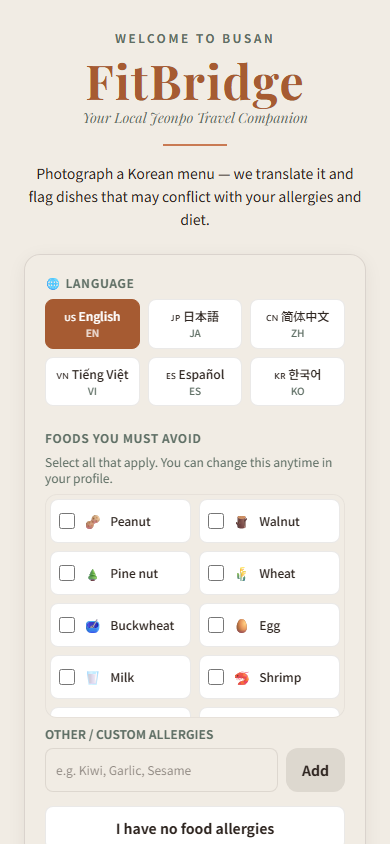 WELCOME TO BUSAN
FitBridge
Your Local Jeonpo Travel Companion
Photograph a Korean menu — we translate it and
flag dishes that may conflict with your allergies and
diet.
LANGUAGE
US English
EN
JP 日本語
JA
CN 简体中文
ZH
VN Tiếng Việt
VI
ES Español
ES
KR 한국어
KO
FOODS YOU MUST AVOID
Select all that apply. You can change this anytime in
your profile.
Peanut
Walnut
Pine nut
Wheat
Buckwheat
Egg
Milk
Shrimp
OTHER / CUSTOM ALLERGIES
e.g. Kiwi, Garlic, Sesame
Add
I have no food allergies